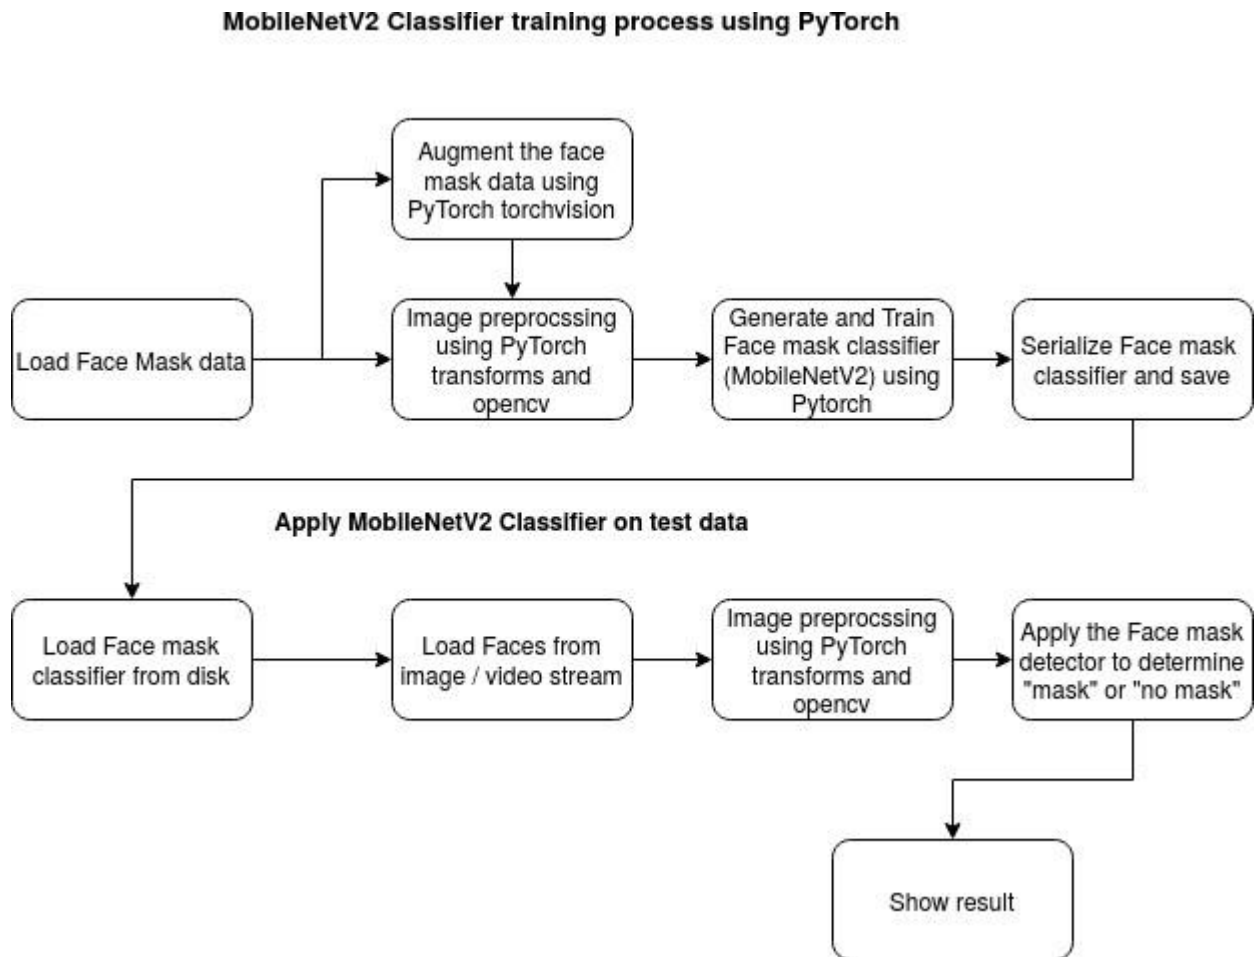 MobileNetV2 Classifier training process using PyTorch
Augment the face
mask data using
PyTorch torchvision
Load Face Mask data
Image preprocssing
using PyTorch
transforms and
opencv
Generate and Train
Face mask classifier
(MobileNetV2) using
Pytorch
Serialize Face mask
classifier and save
Apply MobileNetV2 Classifier on test data
Load Face mask
classifier from disk
Load Faces from
image / video stream
Image preprocssing
using PyTorch
transforms and
opencv
Apply the Face mask
detector to determine
"mask" or "no mask"
Show result